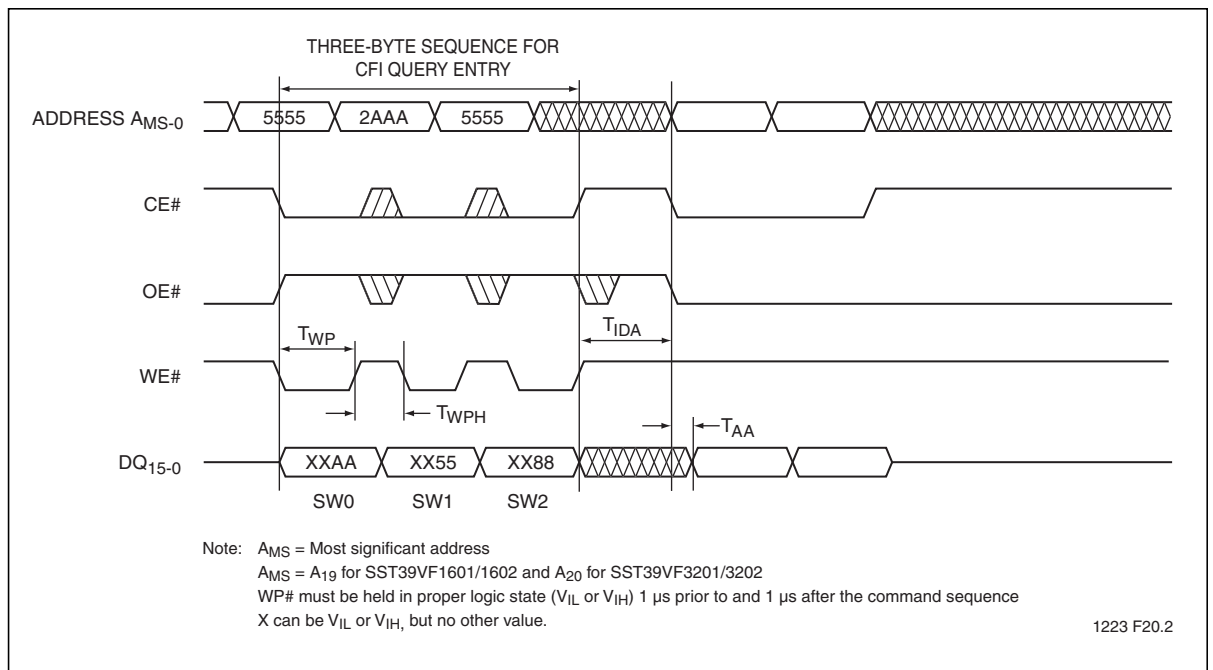 THREE-BYTE SEQUENCE FOR
CFI QUERY ENTRY
ADDRESS AMS-0
5555 2AAA 5555
CE#
OE#
TWP
TIDA
WE#
TWPH
TAA
DQ15-0
XXAA XX55 XX88
SW0 SW1 SW2
Note: AMS = Most significant address
AMS = A19 for SST39VF1601/1602 and A20 for SST39VF3201/3202
WP# must be held in proper logic state (VIL or VIH) 1 µs prior to and 1 µs after the command sequence
X can be VIL or VIH, but no other value.
1223 F20.2